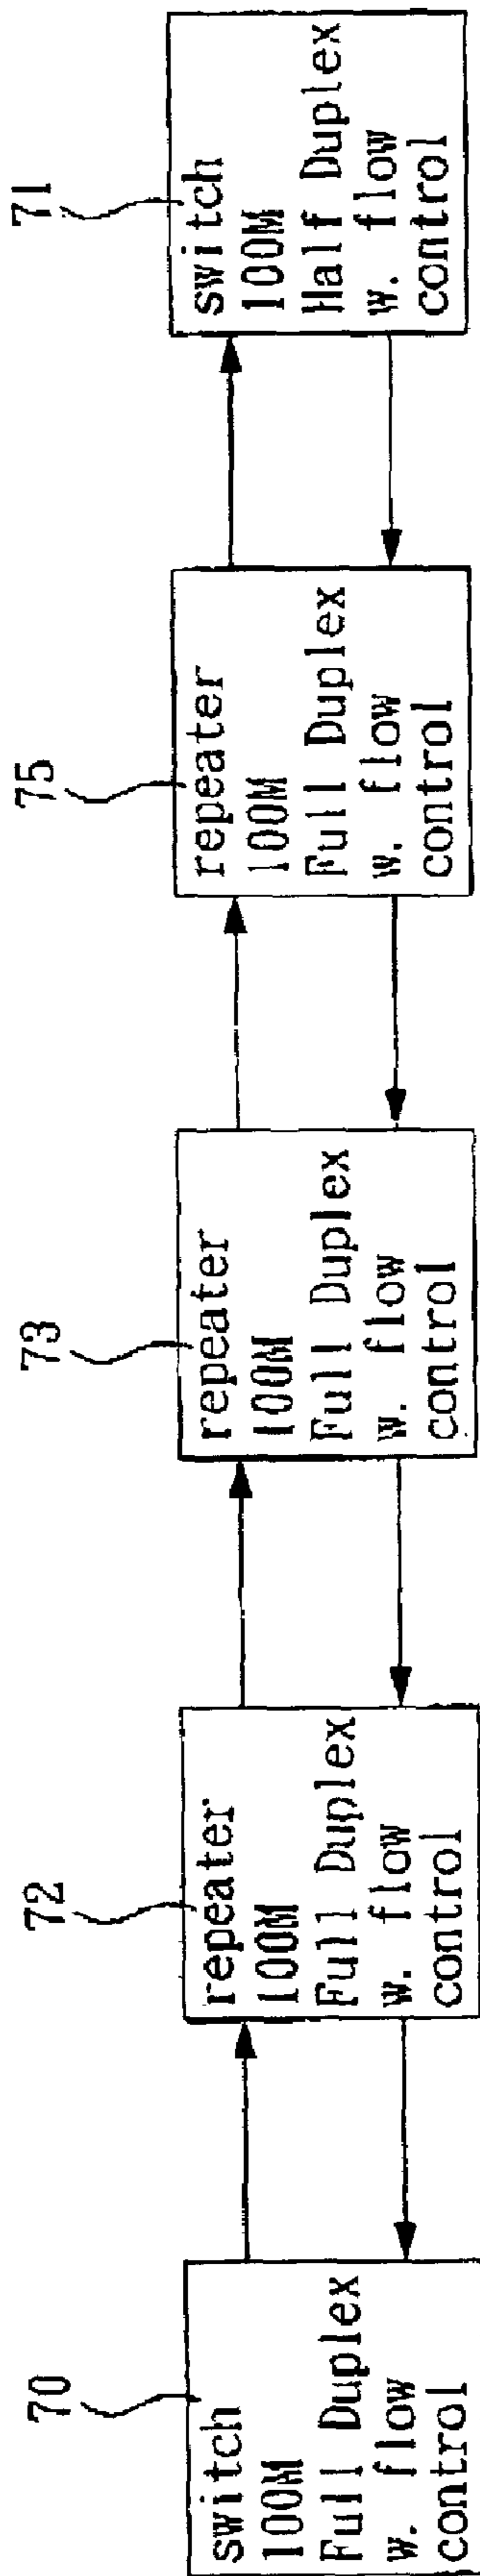 70
switch
100M
Full Duplex
w. flow
control
72
repeater
100M
Full Duplex
w. flow
control
73
repeater
100M
Full Duplex
w. flow
control
75
repeater
100M
Full Duplex
w. flow
control
71
switch
100M
Half Duplex
w. flow
control